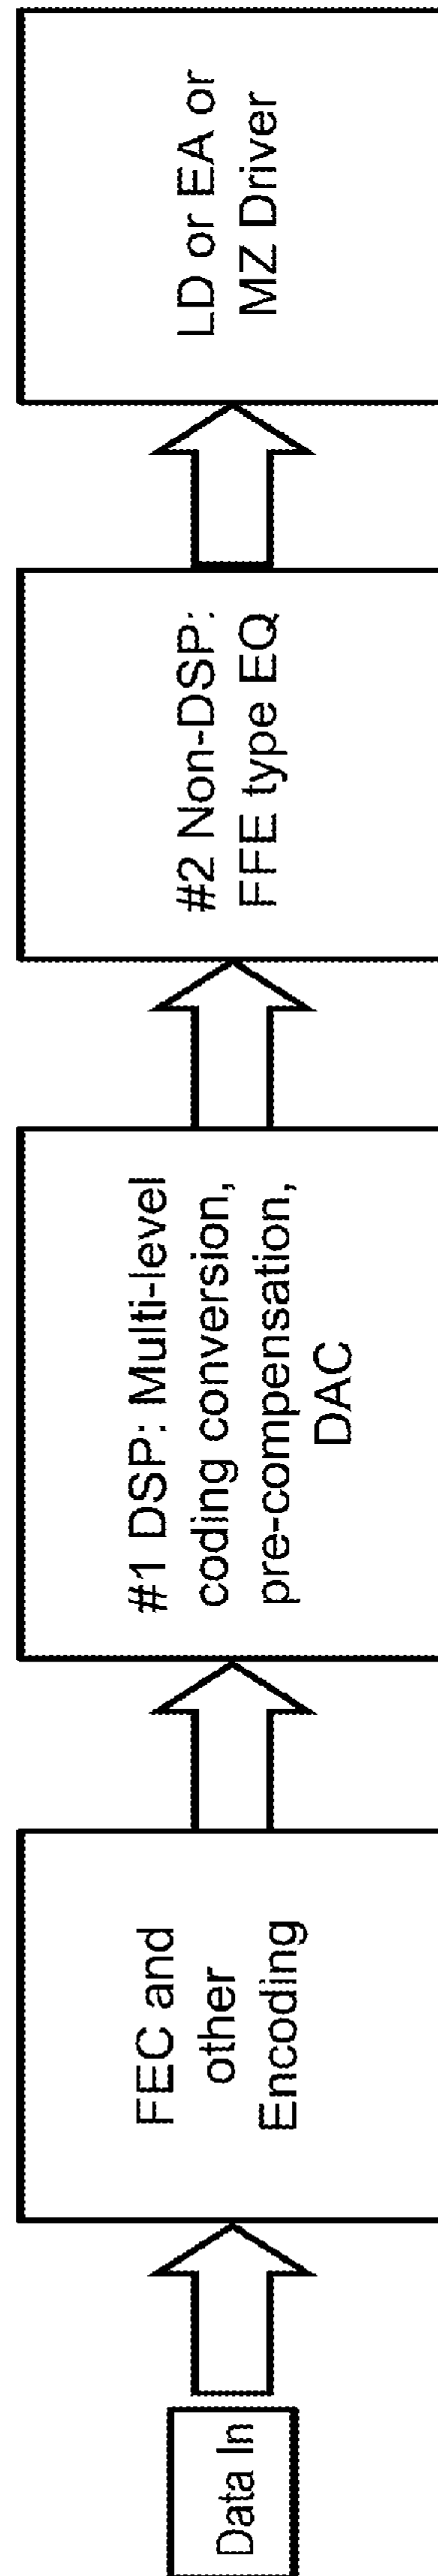 Data In
FEC and
other
Encoding
#1 DSP: Multi-level
coding conversion,
pre-compensation,
DAC
#2 Non-DSP:
FFE type EQ
LD or EA or
MZ Driver